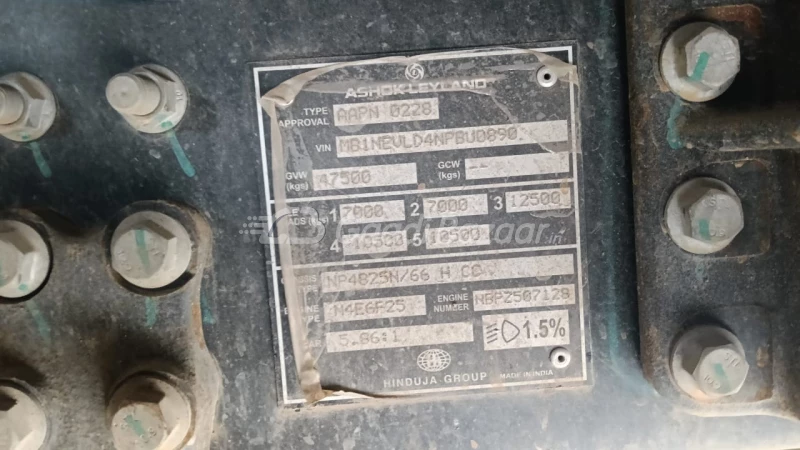 ASHOK LEYLAND
TYPE APPROVAL AAPN 0228
VIN MB1NEVLD4NPBU0890
GVW (kgs) 47500 GCW (kgs) --
1 7000 2 7000 3 12500
4 10500 5 10500
NP4825N/66 H CC
N4E6F25 ENGINE NUMBER NBPZ507128
5.86:1 1.5%
HINDUJA GROUP MADE IN INDIA